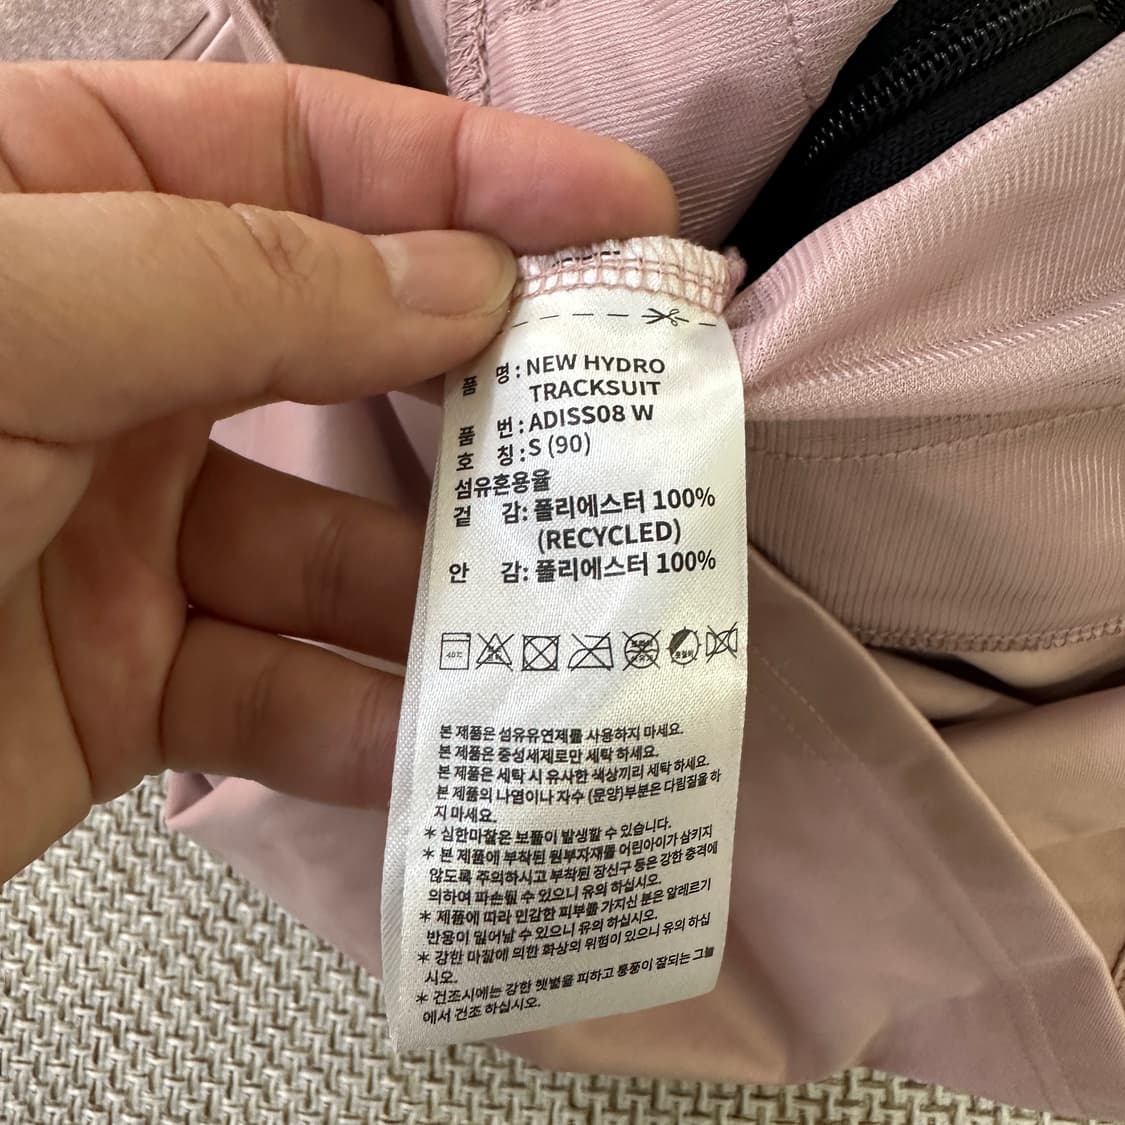 품 명 : NEW HYDRO
TRACKSUIT
품 번 : ADISS08 W
호 칭 : S (90)
섬유혼용율
겉 감: 폴리에스터 100%
(RECYCLED)
안 감: 폴리에스터 100%
40℃
본 제품은 섬유유연제를 사용하지 마세요.
본 제품은 중성세제로만 세탁 하세요.
본 제품은 세탁 시 유사한 색상끼리 세탁 하세요.
본 제품의 나염이나 자수 (문양)부분은 다림질을 하
지 마세요.
* 심한마찰은 보풀이 발생할 수 있습니다.
* 본 제품에 부착된 원부자재를 어린아이가 삼키지
않도록 주의하시고 부착된 장신구 등은 강한 충격에
의하여 파손될 수 있으니 유의 하십시오.
* 제품에 따라 민감한 피부를 가지신 분은 알레르기
반응이 일어날 수 있으니 유의 하십시오.
* 강한 마찰에 의한 화상의 위험이 있으니 유의 하십
시오.
* 건조시에는 강한 햇볕을 피하고 통풍이 잘되는 그늘
에서 건조 하십시오.